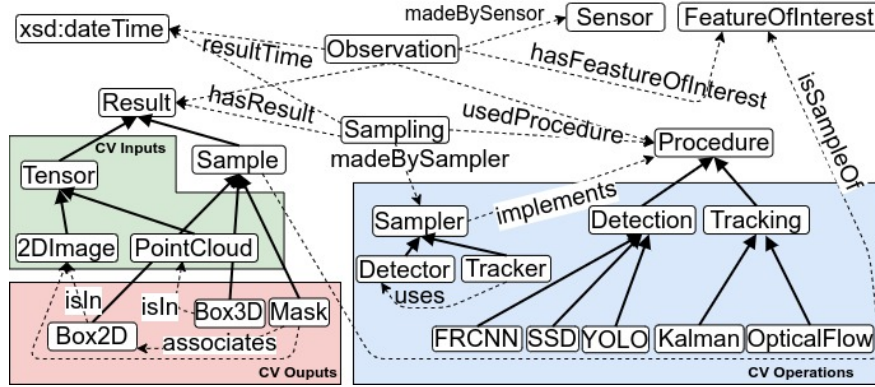 madeBySensor
Sensor
FeatureOfInterest
xsd:dateTime
resultTime
Observation
hasFeastureOfInterest
isSampleOf
Result
hasResult
Sampling
usedProcedure
Procedure
CV Inputs
Sample
madeBySampler
Tensor
implements
Sampler
Detection
Tracking
2DImage
PointCloud
Detector
Tracker
uses
isIn
isIn
Box3D
Mask
Box2D
associates
FRCNN
SSD
YOLO
Kalman
OpticalFlow
CV Ouputs
CV Operations